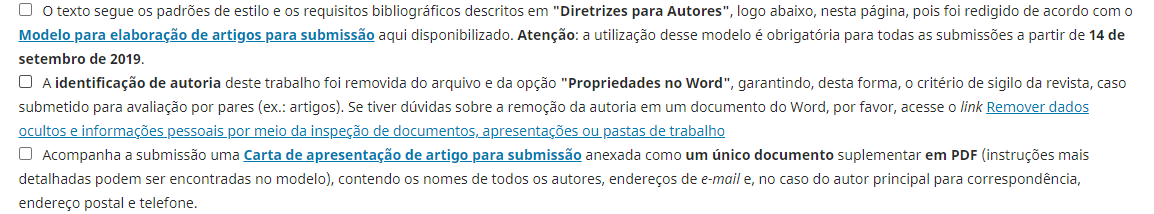 O texto segue os padrões de estilo e os requisitos bibliográficos descritos em "Diretrizes para Autores", logo abaixo, nesta página, pois foi redigido de acordo com o
Modelo para elaboração de artigos para submissão aqui disponibilizado. Atenção: a utilização desse modelo é obrigatória para todas as submissões a partir de 14 de
setembro de 2019.
A identificação de autoria deste trabalho foi removida do arquivo e da opção "Propriedades no Word", garantindo, desta forma, o critério de sigilo da revista, caso
submetido para avaliação por pares (ex.: artigos). Se tiver dúvidas sobre a remoção da autoria em um documento do Word, por favor, acesse o link Remover dados
ocultos e informações pessoais por meio da inspeção de documentos, apresentações ou pastas de trabalho
Acompanha a submissão uma Carta de apresentação de artigo para submissão anexada como um único documento suplementar em PDF (instruções mais
detalhadas podem ser encontradas no modelo), contendo os nomes de todos os autores, endereços de e-mail e, no caso do autor principal para correspondência,
endereço postal e telefone.